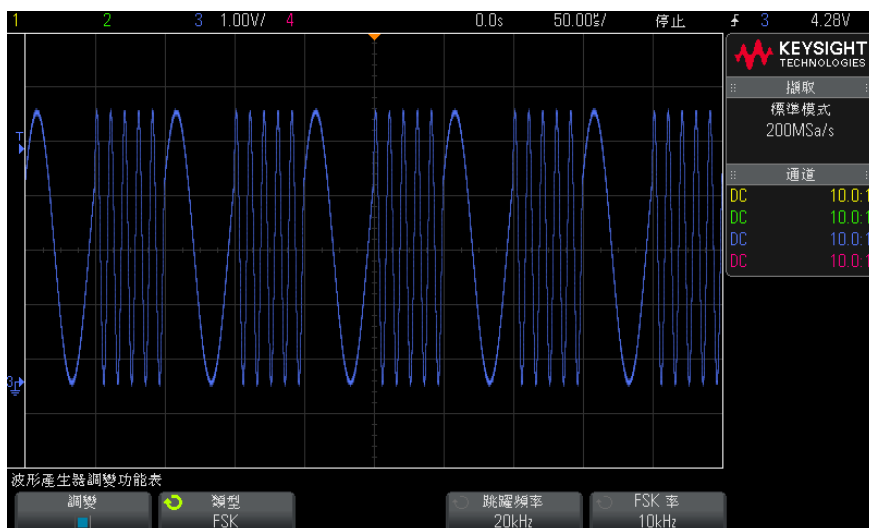 1 2 3 1.00V/ 4 0.0s 50.00㎲/ 停止 3 4.28V
KEYSIGHT
TECHNOLOGIES
擷取
標準模式
200MSa/s
通道
DC 10.0:1
DC 10.0:1
DC 10.0:1
DC 10.0:1
T
3
波形產生器調變功能表
調變
類型
FSK
跳躍頻率
20kHz
FSK 率
10kHz